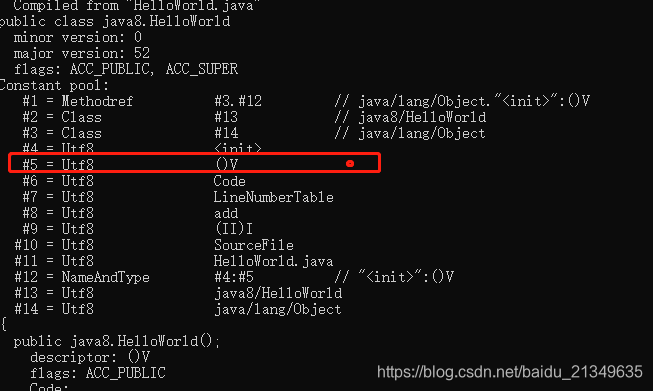 Compiled from "HelloWorld.java"
public class java8.HelloWorld
minor version: 0
major version: 52
flags: ACC_PUBLIC, ACC_SUPER
Constant pool:
#1 = Methodref #3.#12 // java/lang/Object."<init>":()V
#2 = Class #13 // java8/HelloWorld
#3 = Class #14 // java/lang/Object
#4 = Utf8 <init>
#5 = Utf8 ()V
#6 = Utf8 Code
#7 = Utf8 LineNumberTable
#8 = Utf8 add
#9 = Utf8 (II)I
#10 = Utf8 SourceFile
#11 = Utf8 HelloWorld.java
#12 = NameAndType #4:#5 // "<init>":()V
#13 = Utf8 java8/HelloWorld
#14 = Utf8 java/lang/Object
{
public java8.HelloWorld();
descriptor: ()V
flags: ACC_PUBLIC
Code:
https://blog.csdn.net/baidu_21349635